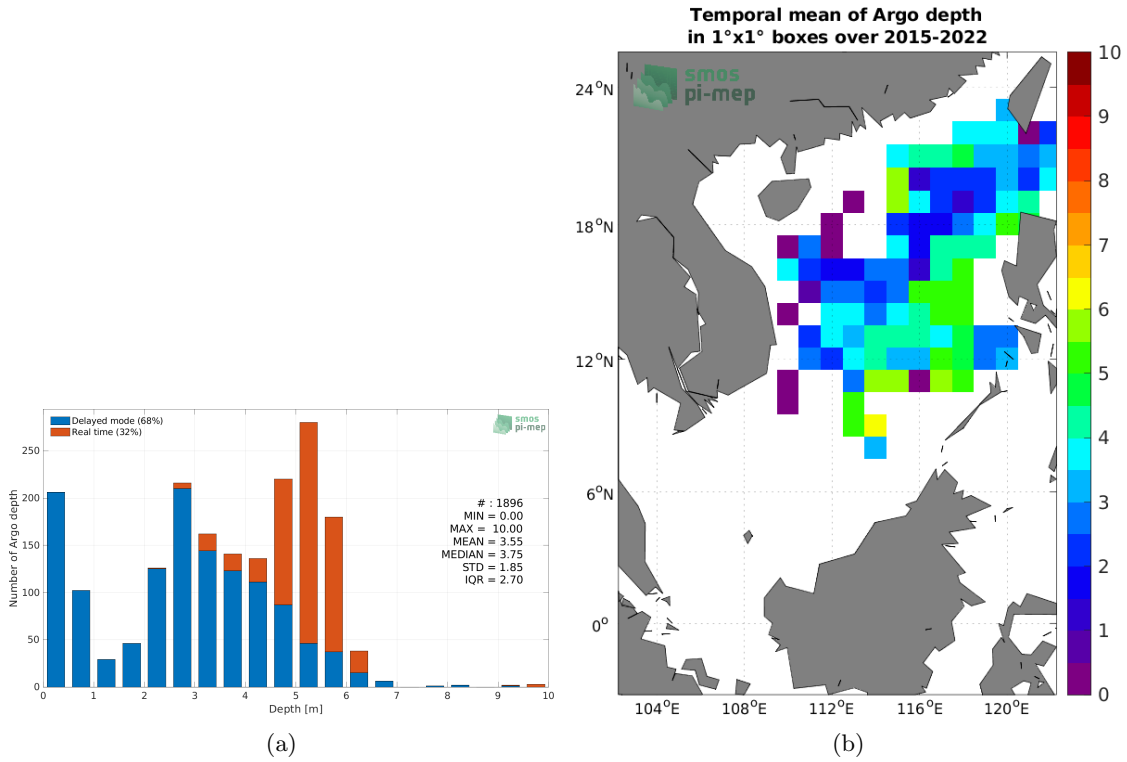 Delayed mode (68%)
Real time (32%)
smos
pi-mep
# : 1896
MIN = 0.00
MAX = 10.00
MEAN = 3.55
MEDIAN = 3.75
STD = 1.85
IQR = 2.70
Number of Argo depth
250
200
150
100
50
0
0 1 2 3 4 5 6 7 8 9 10
Depth [m]
(a)
Temporal mean of Argo depth
in 1°x1° boxes over 2015-2022
smos
pi-mep
24°N
18°N
12°N
6°N
0°
104°E 108°E 112°E 116°E 120°E
10
9
8
7
6
5
4
3
2
1
0
(b)